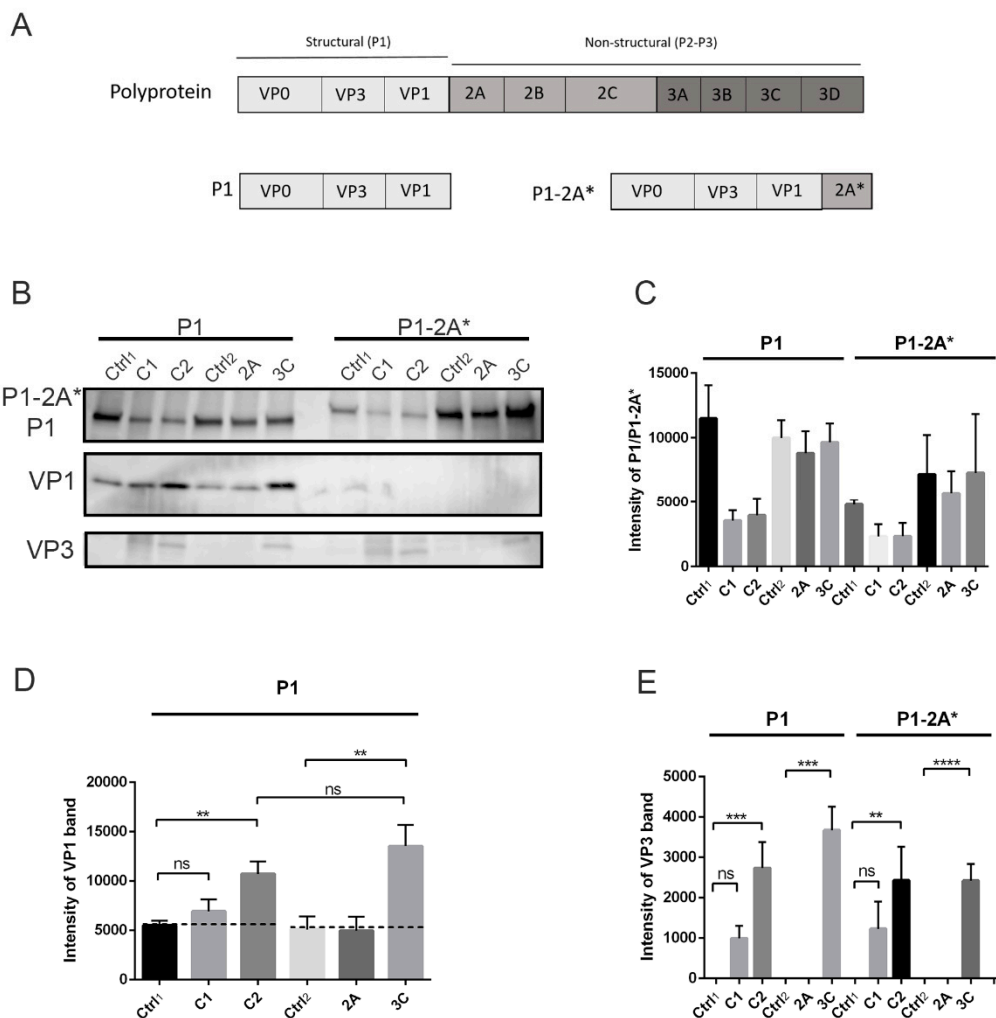 A
Structural (P1)
Non-structural (P2-P3)
Polyprotein
VP0 VP3 VP1 2A 2B 2C 3A 3B 3C 3D
P1 VP0 VP3 VP1
P1-2A* VP0 VP3 VP1 2A*
B
P1 P1-2A*
Ctrl1 C1 C2 Ctrl2 2A 3C Ctrl1 C1 C2 Ctrl2 2A 3C
P1-2A*
P1
VP1
VP3
C
P1 P1-2A*
Intensity of P1/P1-2A*
15000
10000
5000
0
Ctrl1 C1 C2 Ctrl2 2A 3C Ctrl1 C1 C2 Ctrl2 2A 3C
D
P1
Intensity of VP1 band
20000
15000
10000
5000
0
**
ns
**
ns
Ctrl1 C1 C2 Ctrl2 2A 3C
E
P1 P1-2A*
Intensity of VP3 band
5000
4000
3000
2000
1000
0
*** ****
*** **
ns ns
Ctrl1 C1 C2 Ctrl2 2A 3C Ctrl1 C1 C2 Ctrl2 2A 3C